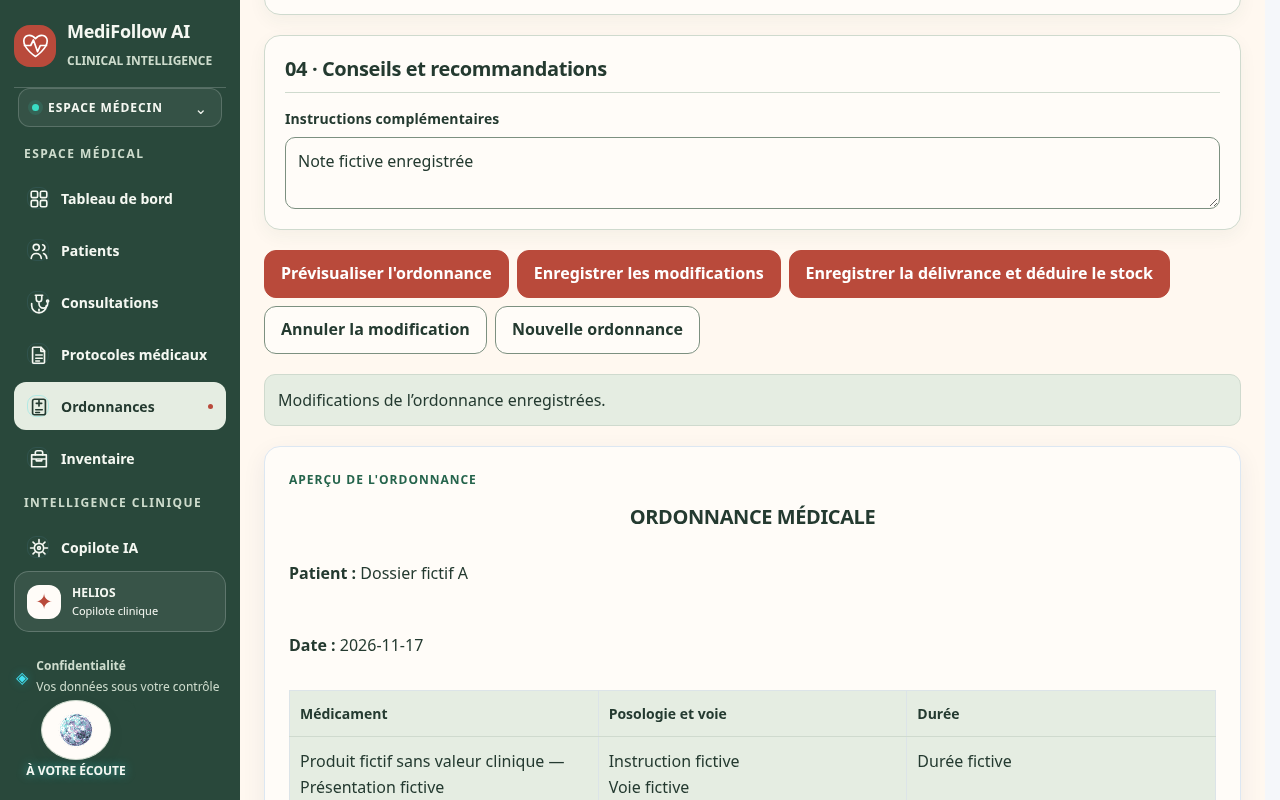 MediFollow AI
CLINICAL INTELLIGENCE
ESPACE MÉDECIN
ESPACE MÉDICAL
Tableau de bord
Patients
Consultations
Protocoles médicaux
Ordonnances
Inventaire
INTELLIGENCE CLINIQUE
Copilote IA
HELIOS
Copilote clinique
Confidentialité
Vos données sous votre contrôle
À VOTRE ÉCOUTE
04 · Conseils et recommandations
Instructions complémentaires
Note fictive enregistrée
Prévisualiser l'ordonnance
Enregistrer les modifications
Enregistrer la délivrance et déduire le stock
Annuler la modification
Nouvelle ordonnance
Modifications de l’ordonnance enregistrées.
APERÇU DE L'ORDONNANCE
ORDONNANCE MÉDICALE
Patient : Dossier fictif A
Date : 2026-11-17
Médicament
Posologie et voie
Durée
Produit fictif sans valeur clinique —
Présentation fictive
Instruction fictive
Voie fictive
Durée fictive